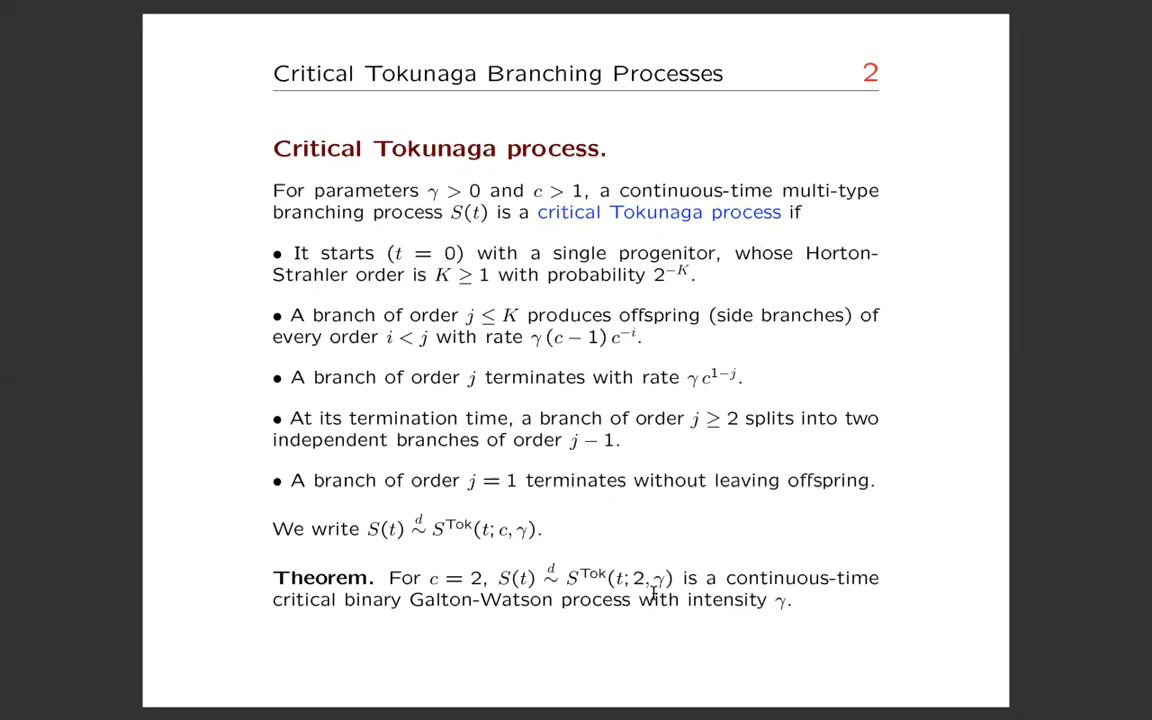 Critical Tokunaga Branching Processes 2
Critical Tokunaga process.
For parameters γ > 0 and c > 1, a continuous-time multi-type
branching process S(t) is a critical Tokunaga process if
• It starts (t = 0) with a single progenitor, whose Horton-
Strahler order is K ≥ 1 with probability 2^{−K}.
• A branch of order j ≤ K produces offspring (side branches) of
every order i < j with rate γ (c − 1) c^{−i}.
• A branch of order j terminates with rate γ c^{1−j}.
• At its termination time, a branch of order j ≥ 2 splits into two
independent branches of order j − 1.
• A branch of order j = 1 terminates without leaving offspring.
We write S(t) \overset{d}{∼} S^{Tok}(t; c, γ).
Theorem. For c = 2, S(t) \overset{d}{∼} S^{Tok}(t; 2, γ) is a continuous-time
critical binary Galton-Watson process with intensity γ.